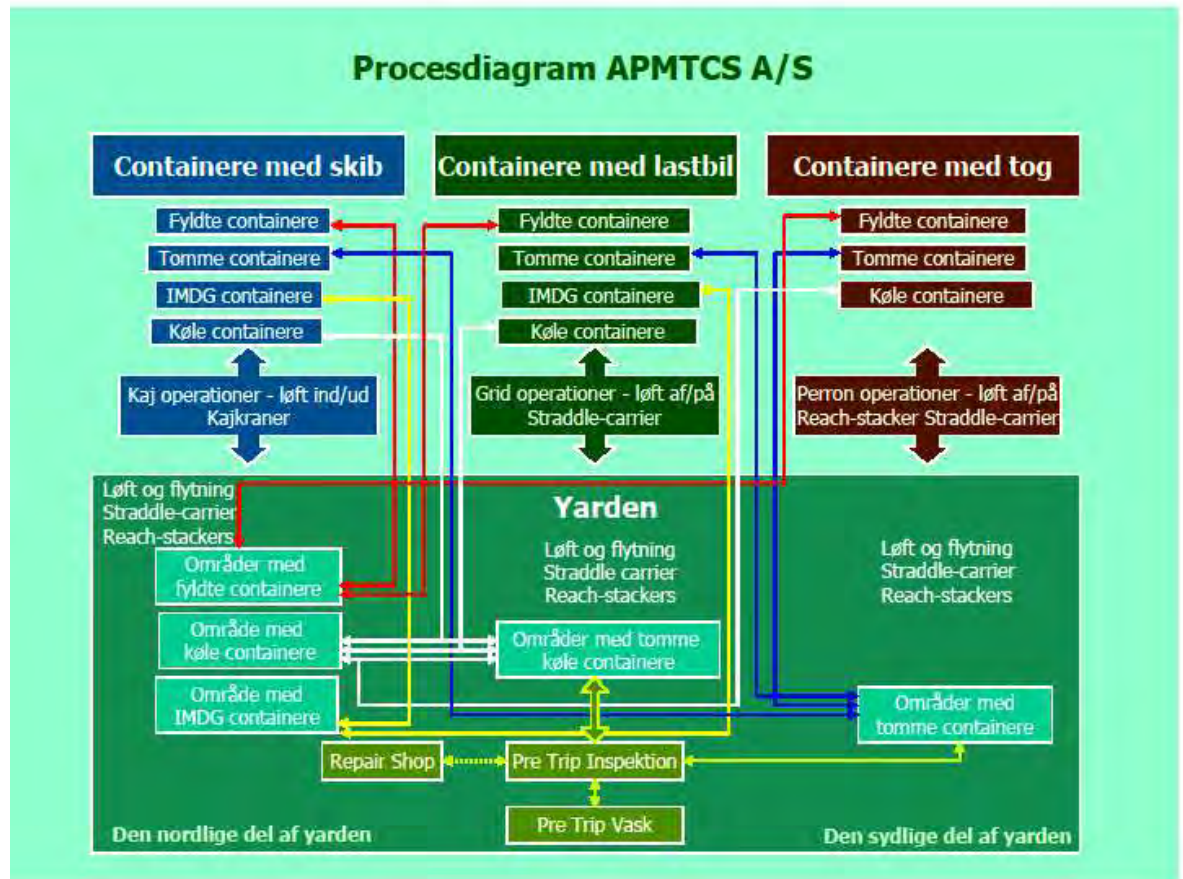 Procesdiagram APMTCS A/S
Containere med skib
Containere med lastbil
Containere med tog
Fyldte containere
Tomme containere
IMDG containere
Køle containere
Fyldte containere
Tomme containere
IMDG containere
Køle containere
Fyldte containere
Tomme containere
Køle containere
Kaj operationer - løft ind/ud
Kajkraner
Grid operationer - løft af/på
Straddle-carrier
Perron operationer - løft af/på
Reach-stacker Straddle-carrier
Løft og flytning
Straddle-carrier
Reach-stackers
Yarden
Løft og flytning
Straddle carrier
Reach-stackers
Løft og flytning
Straddle-carrier
Reach-stackers
Områder med
fyldte containere
Område med
køle containere
Område med
IMDG containere
Områder med tomme
køle containere
Områder med
tomme containere
Repair Shop
Pre Trip Inspektion
Pre Trip Vask
Den nordlige del af yarden
Den sydlige del af yarden